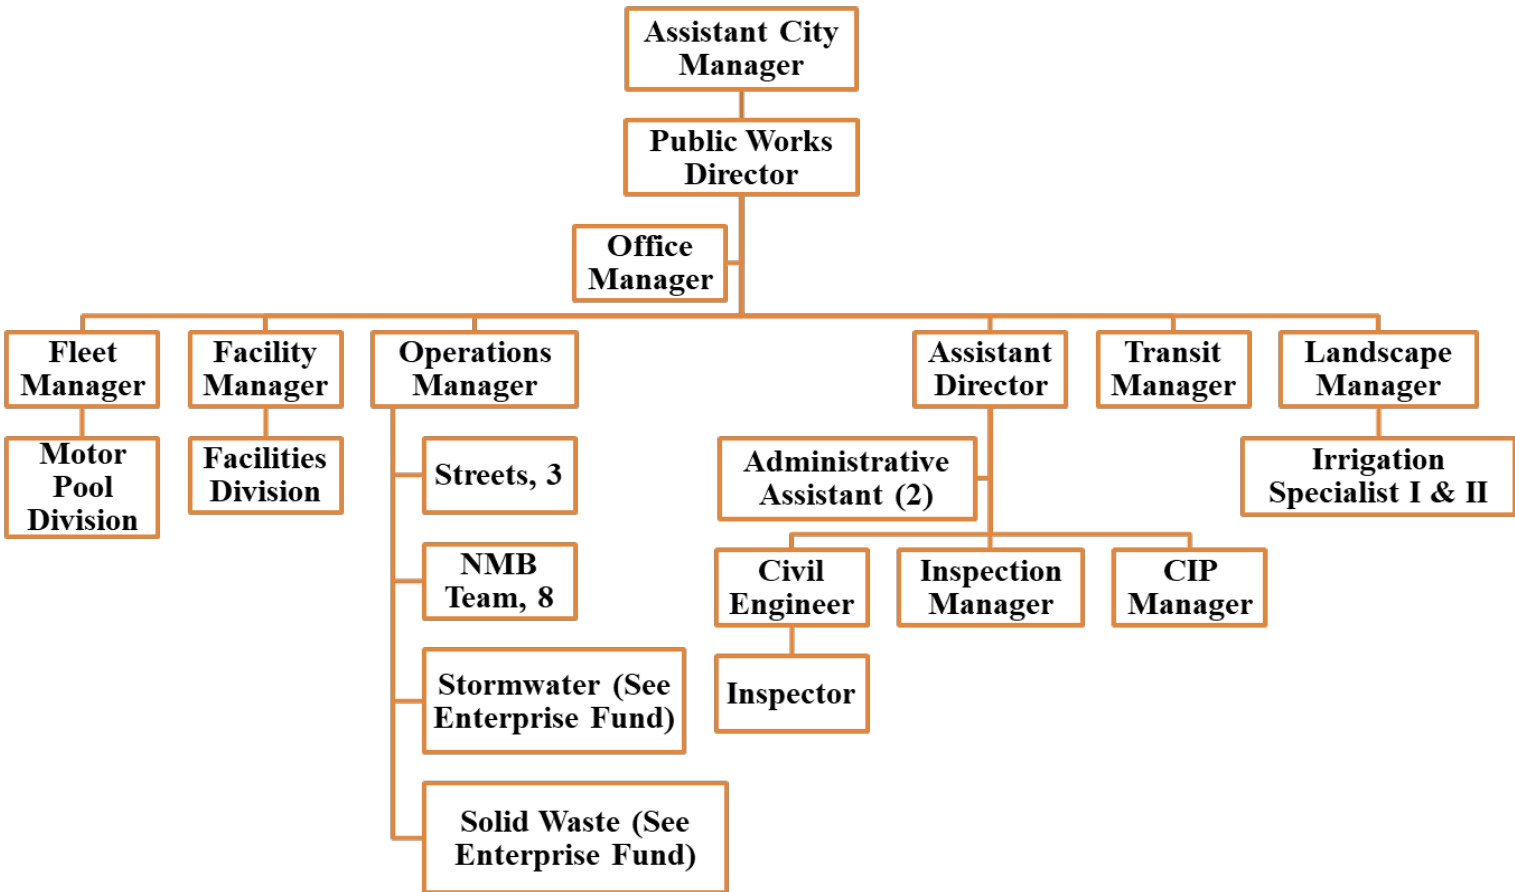 Assistant City
Manager
Public Works
Director
Office
Manager
Fleet
Manager
Facility
Manager
Operations
Manager
Assistant
Director
Transit
Manager
Landscape
Manager
Motor
Pool
Division
Facilities
Division
Streets, 3
NMB
Team, 8
Stormwater (See
Enterprise Fund)
Solid Waste (See
Enterprise Fund)
Administrative
Assistant (2)
Civil
Engineer
Inspection
Manager
CIP
Manager
Inspector
Irrigation
Specialist I & II